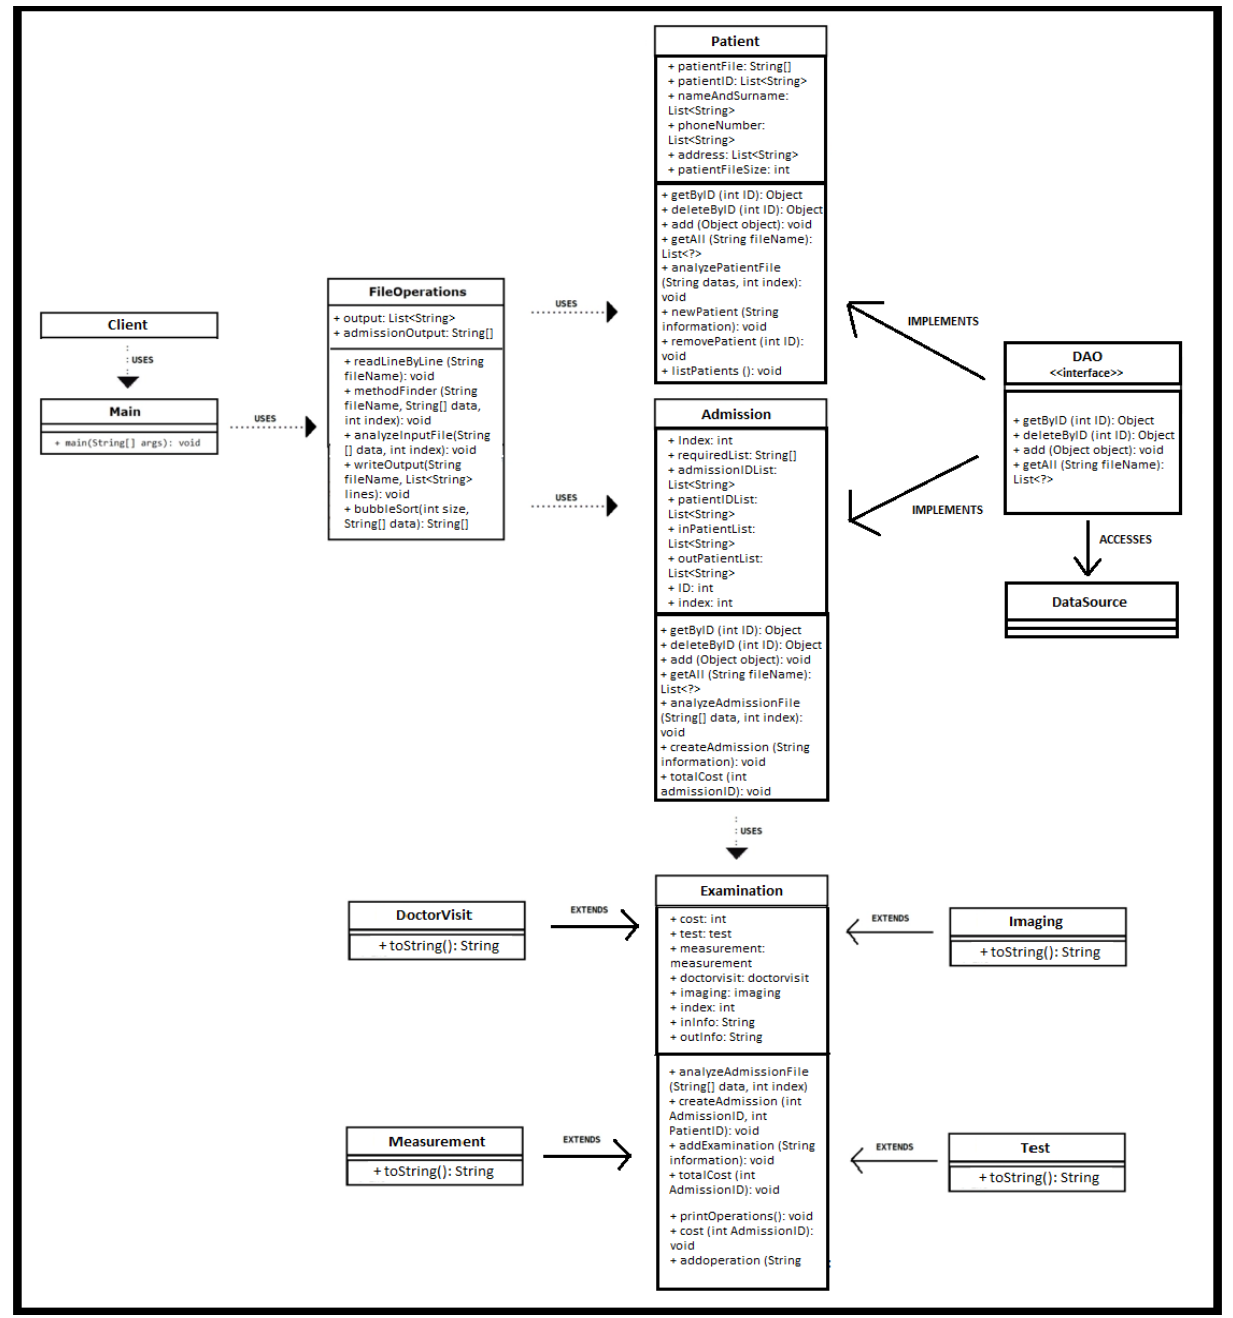 Patient
+ patientFile: String[]
+ patientID: List<String>
+ nameAndSurname:
List<String>
+ phoneNumber:
List<String>
+ address: List<String>
+ patientFileSize: int
+ getByID (int ID): Object
+ deleteByID (int ID): Object
+ add (Object object): void
+ getAll (String fileName):
List<?>
+ analyzePatientFile
(String datas, int index):
void
+ newPatient (String
information): void
+ removePatient (int ID):
void
+ listPatients (): void
Client
: USES
Main
+ main(String[] args): void
USES
FileOperations
+ output: List<String>
+ admissionOutput: String[]
+ readLineByLine (String
fileName): void
+ methodFinder (String
fileName, String[] data,
int index): void
+ analyzeInputFile(String
[] data, int index): void
+ writeOutput(String
fileName, List<String>
lines): void
+ bubbleSort(int size,
String[] data): String[]
USES
USES
IMPLEMENTS
IMPLEMENTS
DAO
<<interface>>
+ getByID (int ID): Object
+ deleteByID (int ID): Object
+ add (Object object): void
+ getAll (String fileName):
List<?>
ACCESSES
DataSource
Admission
+ Index: int
+ requiredList: String[]
+ admissionIDList:
List<String>
+ patientIDList:
List<String>
+ inPatientList:
List<String>
+ outPatientList:
List<String>
+ ID: int
+ index: int
+ getByID (int ID): Object
+ deleteByID (int ID): Object
+ add (Object object): void
+ getAll (String fileName):
List<?>
+ analyzeAdmissionFile
(String[] data, int index):
void
+ createAdmission (String
information): void
+ totalCost (int
admissionID): void
: USES
Examination
+ cost: int
+ test: test
+ measurement:
measurement
+ doctorvisit: doctorvisit
+ imaging: imaging
+ index: int
+ inInfo: String
+ outInfo: String
+ analyzeAdmissionFile
(String[] data, int index)
+ createAdmission (int
AdmissionID, int
PatientID): void
+ addExamination (String
information): void
+ totalCost (int
AdmissionID): void
+ printOperations(): void
+ cost (int AdmissionID):
void
+ addoperation (String
DoctorVisit
+ toString(): String
EXTENDS
EXTENDS
Imaging
+ toString(): String
Measurement
+ toString(): String
EXTENDS
EXTENDS
Test
+ toString(): String